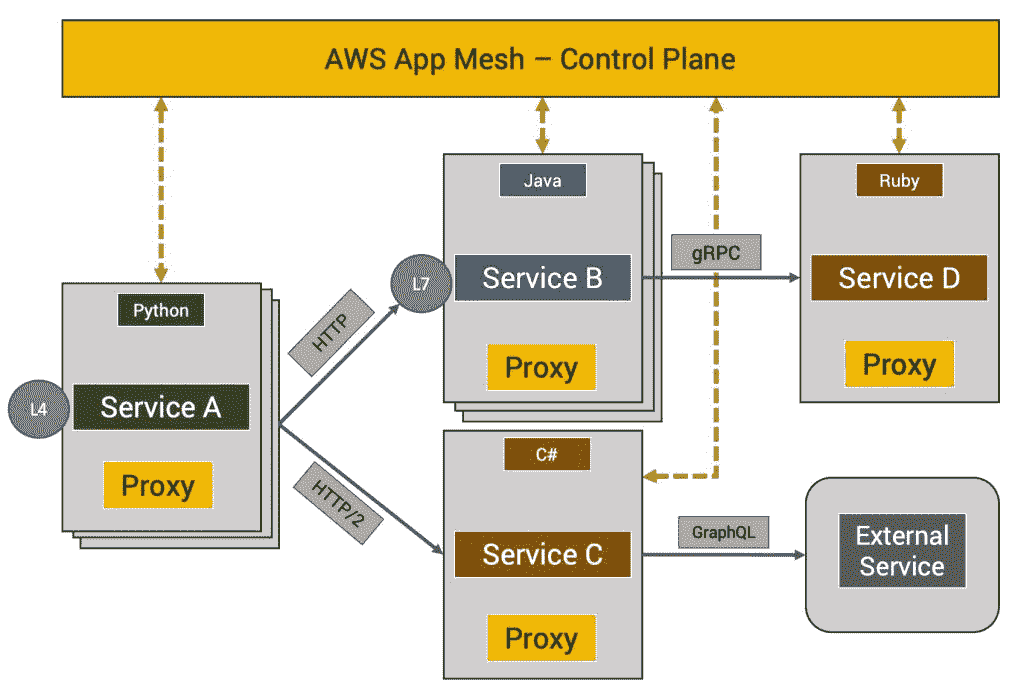 AWS App Mesh – Control Plane
Java
Ruby
gRPC
L7
Service B
Service D
Python
HTTP
Proxy
Proxy
L4
Service A
C#
Proxy
HTTP/2
GraphQL
External
Service
Service C
Proxy